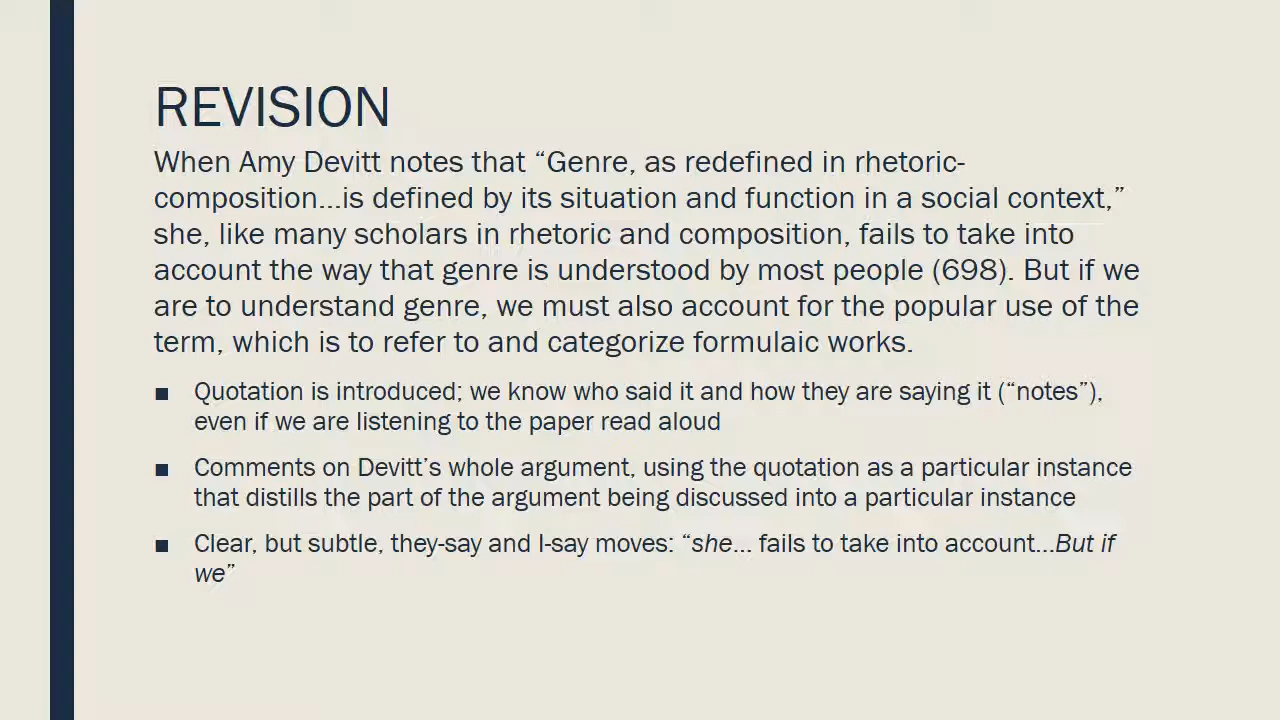 REVISION
When Amy Devitt notes that “Genre, as redefined in rhetoric-
composition...is defined by its situation and function in a social context,”
she, like many scholars in rhetoric and composition, fails to take into
account the way that genre is understood by most people (698). But if we
are to understand genre, we must also account for the popular use of the
term, which is to refer to and categorize formulaic works.
■ Quotation is introduced; we know who said it and how they are saying it (“notes”),
even if we are listening to the paper read aloud
■ Comments on Devitt’s whole argument, using the quotation as a particular instance
that distills the part of the argument being discussed into a particular instance
■ Clear, but subtle, they-say and I-say moves: “she... fails to take into account...But if
we”